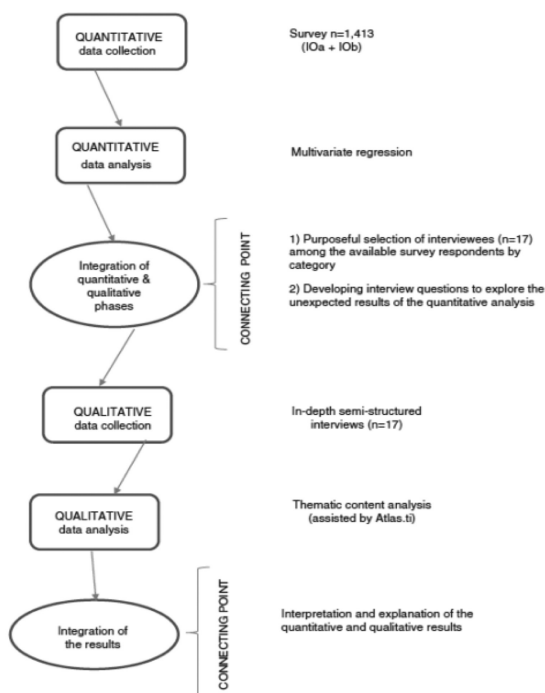 QUANTITATIVE
data collection
Survey n=1,413
(IOa + IOb)
QUANTITATIVE
data analysis
Multivariate regression
Integration of
quantitative &
qualitative
phases
CONNECTING POINT
1) Purposeful selection of interviewees (n=17)
among the available survey respondents by
category
2) Developing interview questions to explore the
unexpected results of the quantitative analysis
QUALITATIVE
data collection
In-depth semi-structured
interviews (n=17)
QUALITATIVE
data analysis
Thematic content analysis
(assisted by Atlas.ti)
Integration of
the results
CONNECTING POINT
Interpretation and explanation of the
quantitative and qualitative results